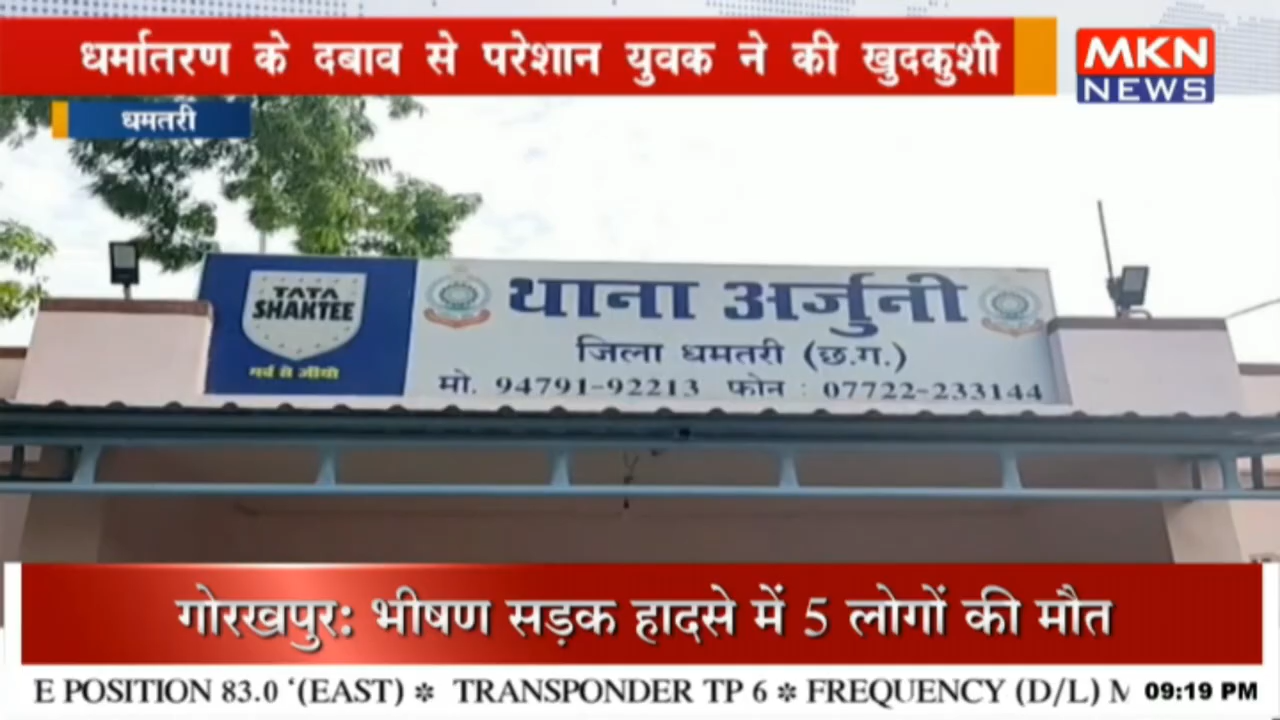 धर्मातरण के दबाव से परेशान युवक ने की खुदकुशी
MKN
NEWS
धमतरी
TATA
SHAKTEE
गर्व से जीयो
थाना अर्जुनी
जिला धमतरी (छ.ग.)
मो. 94791-92213 फोन : 07722-233144
गोरखपुर: भीषण सड़क हादसे में 5 लोगों की मौत
E POSITION 83.0 ‘(EAST) ✲ TRANSPONDER TP 6 ✲ FREQUENCY (D/L) M
09:19 PM